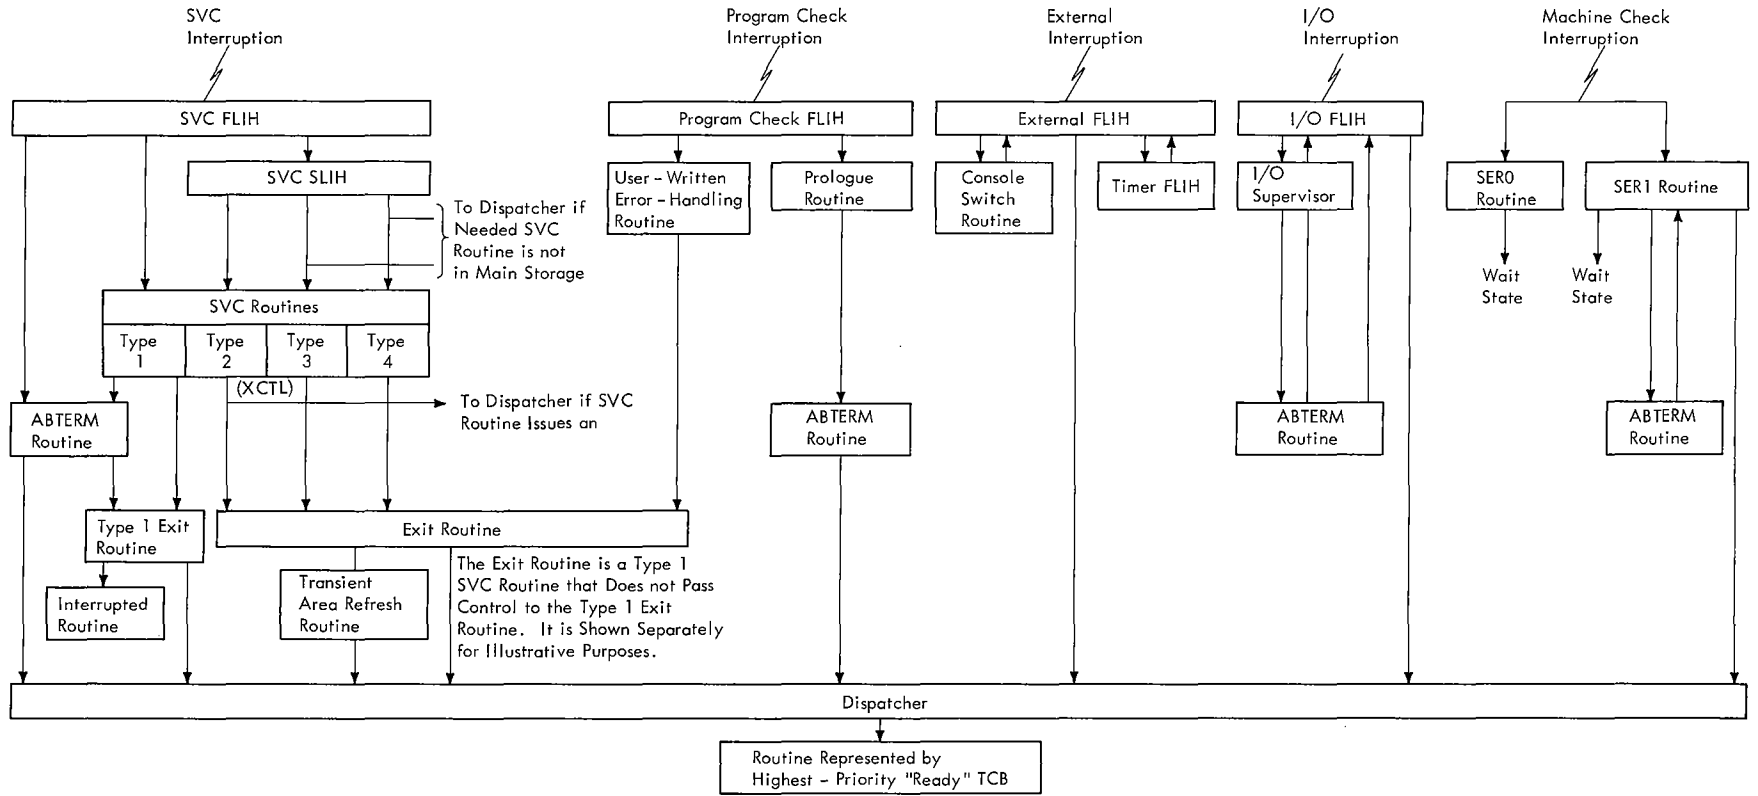 SVC
Interruption
Program Check
Interruption
External
Interruption
I/O
Interruption
Machine Check
Interruption
SVC FLIH
Program Check FLIH
External FLIH
I/O FLIH
SVC SLIH
User - Written
Error - Handling
Routine
Prologue
Routine
Console
Switch
Routine
Timer FLIH
I/O
Supervisor
SER0
Routine
SER1 Routine
To Dispatcher if
Needed SVC
Routine is not
in Main Storage
Wait
State
Wait
State
SVC Routines
Type
1
Type
2
Type
3
Type
4
(XCTL)
To Dispatcher if SVC
Routine Issues an
ABTERM
Routine
ABTERM
Routine
ABTERM
Routine
ABTERM
Routine
Type 1 Exit
Routine
Exit Routine
The Exit Routine is a Type 1
SVC Routine that Does not Pass
Control to the Type 1 Exit
Routine. It is Shown Separately
for Illustrative Purposes.
Interrupted
Routine
Transient
Area Refresh
Routine
Dispatcher
Routine Represented by
Highest - Priority "Ready" TCB